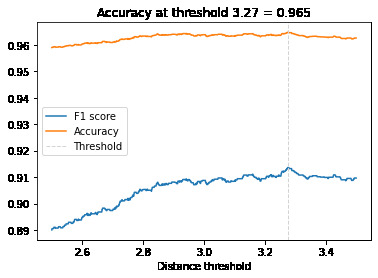 Accuracy at threshold 3.27 = 0.965
0.96
0.95
0.94
0.93
0.92
0.91
0.90
0.89
F1 score
Accuracy
Threshold
2.6 2.8 3.0 3.2 3.4
Distance threshold